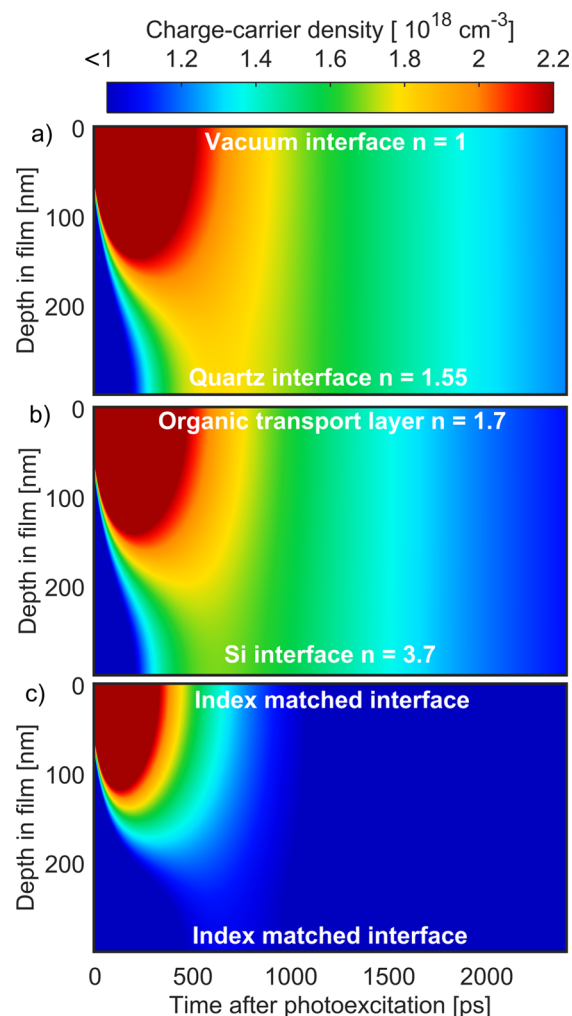 Charge-carrier density [ 10¹⁸ cm⁻³]
<1 1.2 1.4 1.6 1.8 2 2.2
a)
Vacuum interface n = 1
0
100
200
Depth in film [nm]
Quartz interface n = 1.55
b)
Organic transport layer n = 1.7
0
100
200
Depth in film [nm]
Si interface n = 3.7
c)
Index matched interface
0
100
200
Depth in film [nm]
Index matched interface
0 500 1000 1500 2000
Time after photoexcitation [ps]